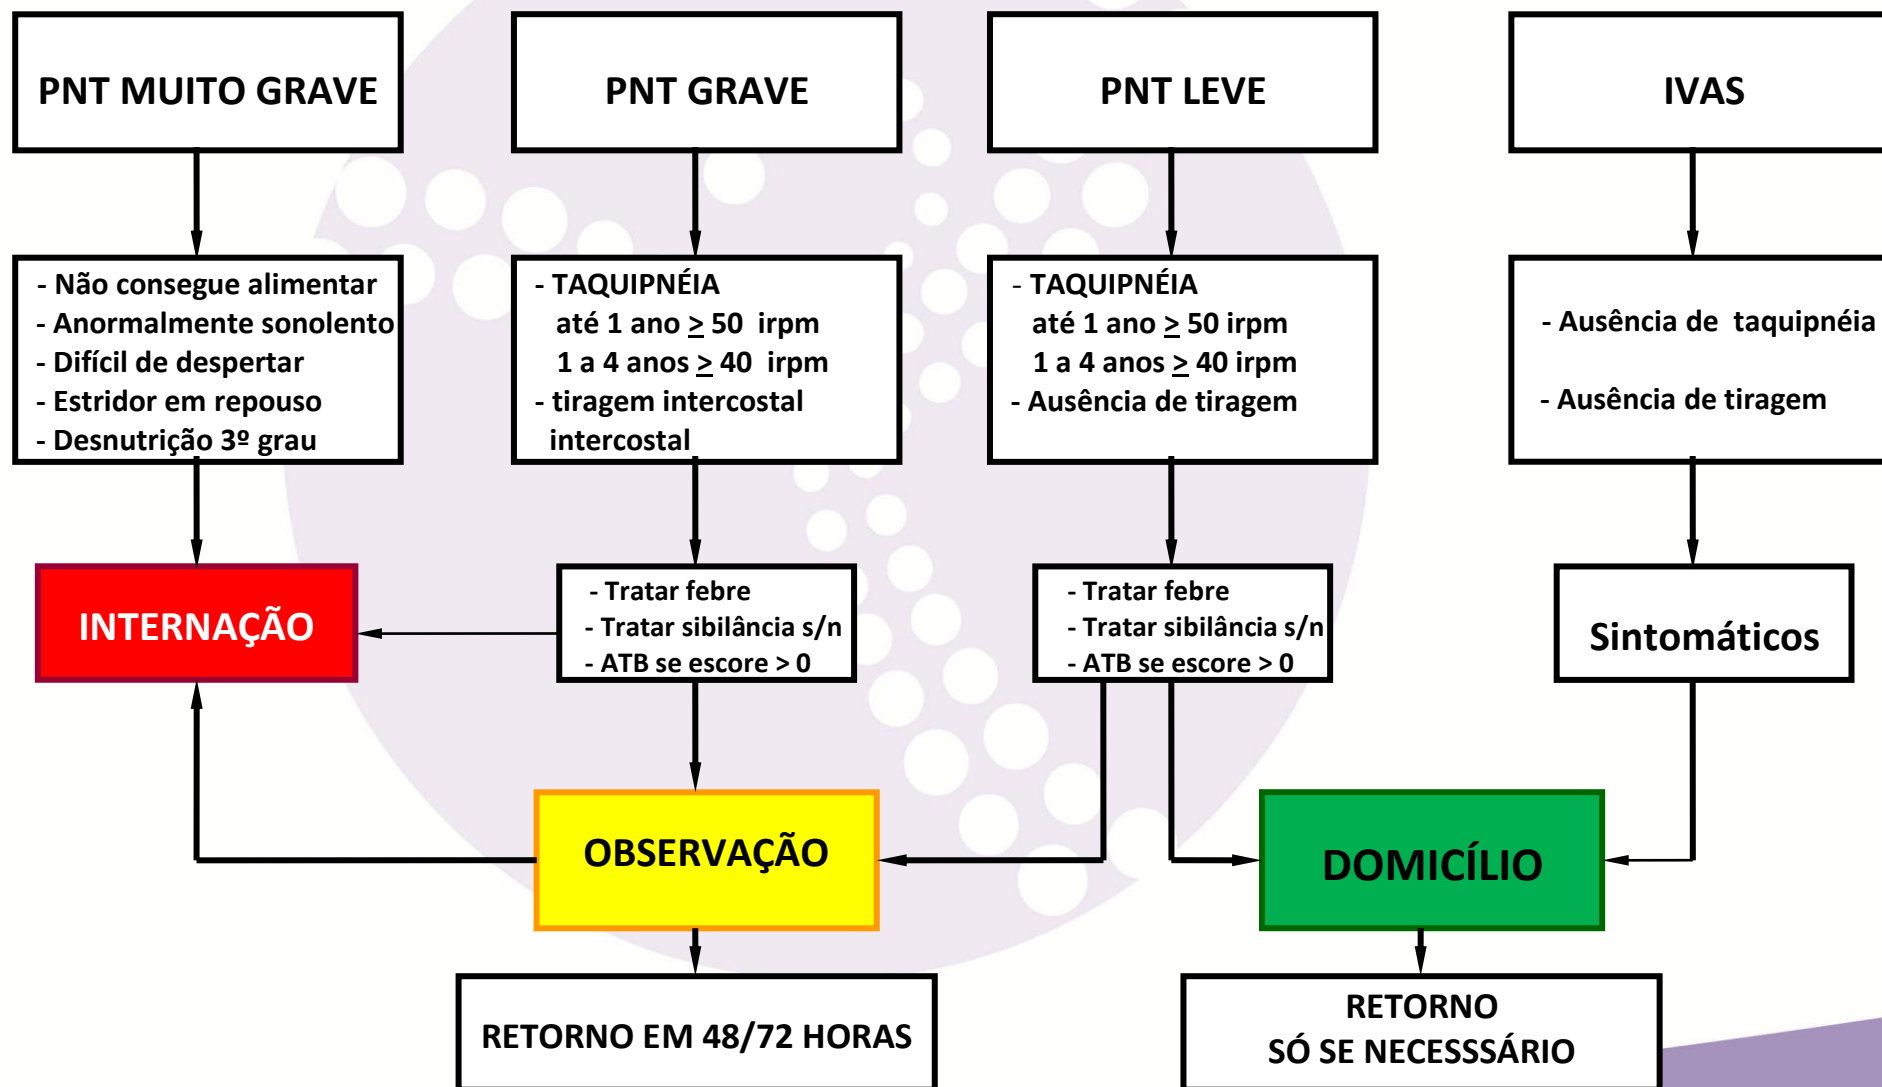 PNT MUITO GRAVE
PNT GRAVE
PNT LEVE
IVAS
- Não consegue alimentar
- Anormalmente sonolento
- Difícil de despertar
- Estridor em repouso
- Desnutrição 3º grau
- TAQUIPNÉIA
até 1 ano ≥ 50 irpm
1 a 4 anos ≥ 40 irpm
- tiragem intercostal
intercostal
- TAQUIPNÉIA
até 1 ano ≥ 50 irpm
1 a 4 anos ≥ 40 irpm
- Ausência de tiragem
- Ausência de taquipnéia
- Ausência de tiragem
INTERNAÇÃO
- Tratar febre
- Tratar sibilância s/n
- ATB se escore > 0
- Tratar febre
- Tratar sibilância s/n
- ATB se escore > 0
Sintomáticos
OBSERVAÇÃO
DOMICÍLIO
RETORNO EM 48/72 HORAS
RETORNO
SÓ SE NECESSSÁRIO